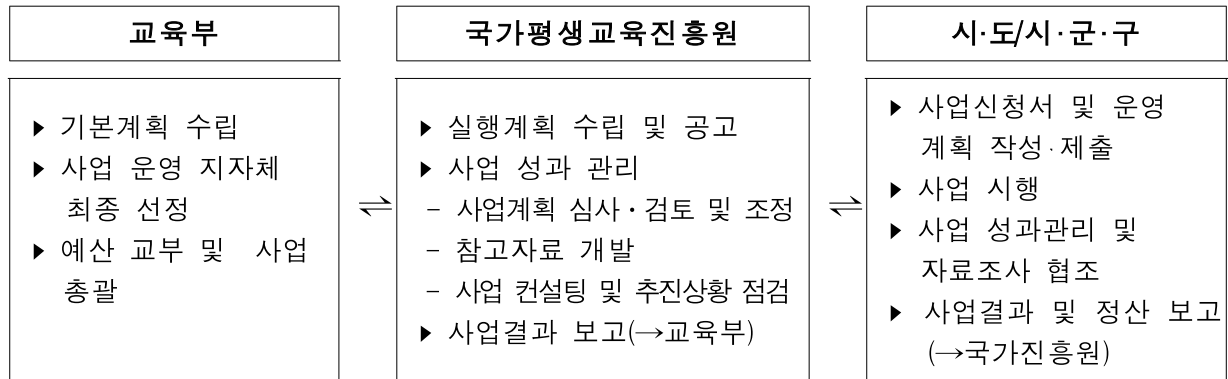 교육부
▶ 기본계획 수립
▶ 사업 운영 지자체
최종 선정
▶ 예산 교부 및 사업
총괄
⇌
국가평생교육진흥원
▶ 실행계획 수립 및 공고
▶ 사업 성과 관리
- 사업계획 심사·검토 및 조정
- 참고자료 개발
- 사업 컨설팅 및 추진상황 점검
▶ 사업결과 보고(→교육부)
⇌
시·도/시·군·구
▶ 사업신청서 및 운영
계획 작성·제출
▶ 사업 시행
▶ 사업 성과관리 및
자료조사 협조
▶ 사업결과 및 정산 보고
(→국가진흥원)